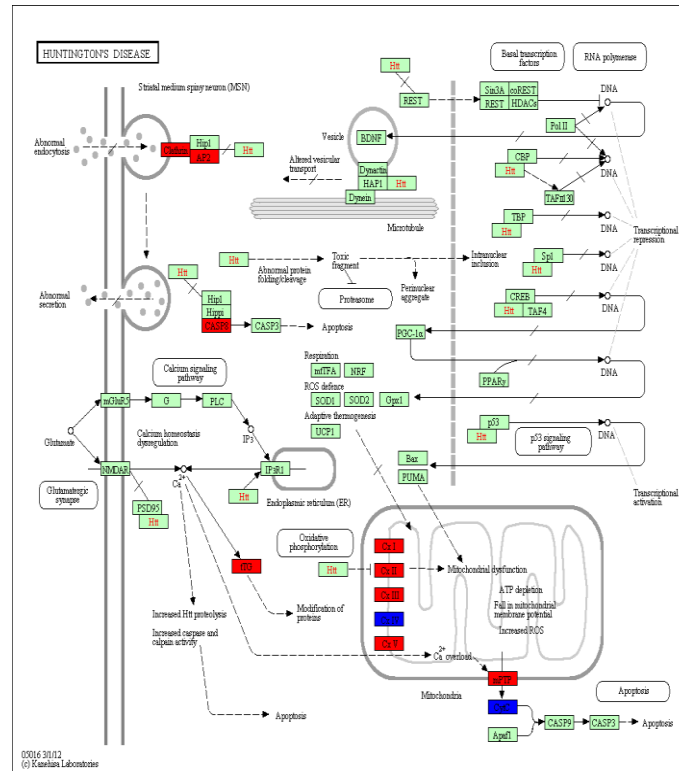 HUNTINGTON'S DISEASE
Striatal medium spiny neuron (MSN)
Basal transcription
factors
RNA polymerase
Htt
REST
Sin3A
coREST
REST
HDACs
DNA
Pol II
Vesicle
BDNF
Abnormal
endocytosis
Clathrin
Hip1
AP2
Htt
Altered vesicular
transport
Dynactin
HAP1
Htt
Dynein
Microtubule
CBP
Htt
TAFII130
DNA
TBP
Htt
DNA
Transcriptional
repression
Htt
Abnormal protein
folding/cleavage
Toxic
fragment
Proteasome
Perinuclear
aggregate
Intranuclear
inclusion
Sp1
Htt
DNA
Abnormal
secretion
Htt
Hip1
Hippi
CASP8
CASP3
Apoptosis
CREB
Htt
TAF4
DNA
PGC-1α
DNA
PPARγ
Respiration
mtTFA
NRF
ROS defence
SOD1
SOD2
Gpx1
Adaptive thermogenesis
UCP1
Calcium signaling
pathway
mGluR5
G
PLC
Glutamate
Calcium homeostasis
dysregulation
IP3
p53
Htt
p53 signaling
pathway
DNA
NMDAR
Ca2+
IP3R1
Htt
Endoplasmic reticulum (ER)
Bax
PUMA
Glutamatergic
synapse
PSD95
Htt
Transcriptional
activation
Oxidative
phosphorylation
Htt
Cx I
Cx II
Cx III
Cx IV
Cx V
Mitochondrial dysfunction
ATP depletion
Fall in mitochondrial
membrane potential
Increased ROS
tTG
Modification of
proteins
Increased Htt proteolysis
Increased caspase and
calpain activity
Ca2+ overload
mPTP
Mitochondria
CytC
Apaf1
CASP9
CASP3
Apoptosis
Apoptosis
Apoptosis
05016 3/1/12
(c) Kanehisa Laboratories